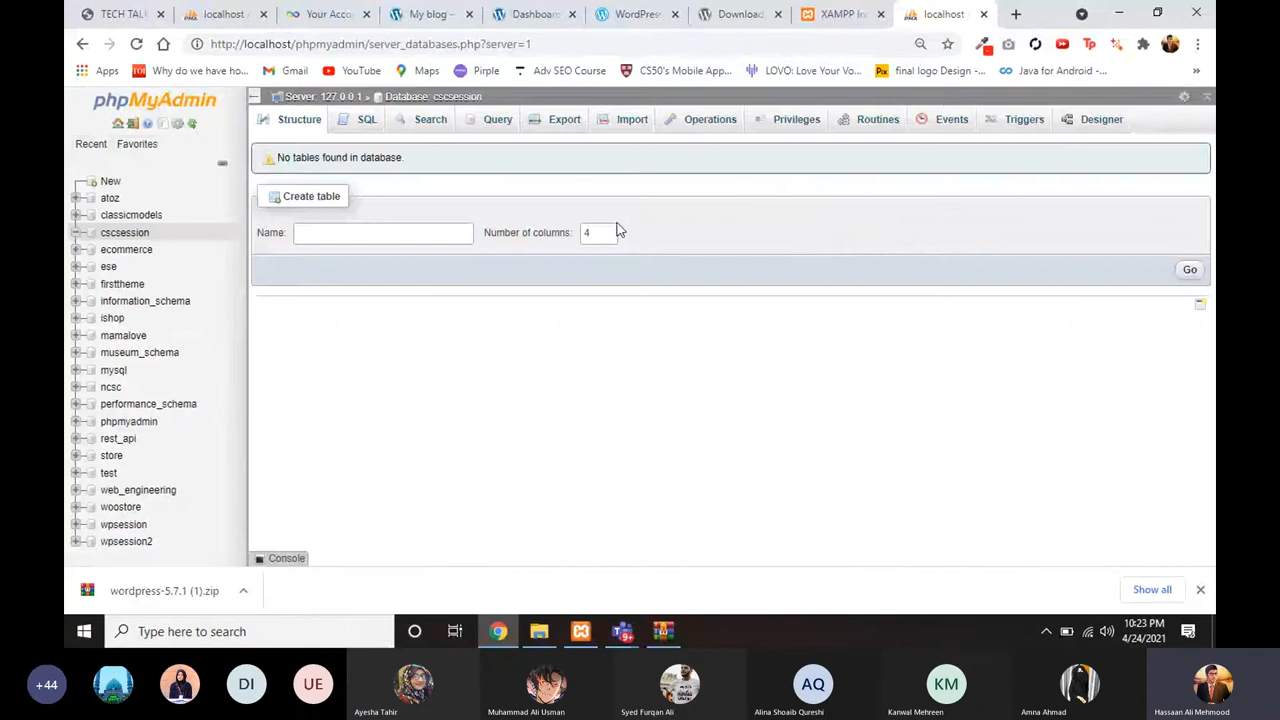 TECH TALK
localhost /
Your Acco
My blog –
Dashboar
WordPres
Download
XAMPP In
localhost
http://localhost/phpmyadmin/server_databases.php?server=1
Apps
TOI
Why do we have ho...
Gmail
YouTube
Maps
Pirple
Adv SEO Course
CS50's Mobile App...
LOVO: Love Your Vo...
Pix
final logo Design -...
Java for Android -...
»
phpMyAdmin
Recent
Favorites
New
atoz
classicmodels
cscsession
ecommerce
ese
firsttheme
information_schema
ishop
mamalove
museum_schema
mysql
ncsc
performance_schema
phpmyadmin
rest_api
store
test
web_engineering
woostore
wpsession
wpsession2
Server: 127.0.0.1 » Database: cscsession
Structure
SQL
Search
Query
Export
Import
Operations
Privileges
Routines
Events
Triggers
Designer
No tables found in database.
Create table
Name:
Number of columns:
4
Go
Console
wordpress-5.7.1 (1).zip
Show all
Type here to search
9+
10:23 PM
4/24/2021
+44
DI
UE
Ayesha Tahir
Muhammad Ali Usman
Syed Furqan Ali
AQ
Alina Shoaib Qureshi
KM
Kanwal Mehreen
Amna Ahmad
Hassaan Ali Mehmood